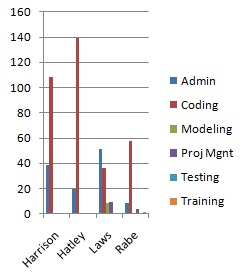 160
140
120
100
80
60
40
20
0
Harrison
Hatley
Laws
Rabe
Admin
Coding
Modeling
Proj Mgnt
Testing
Training